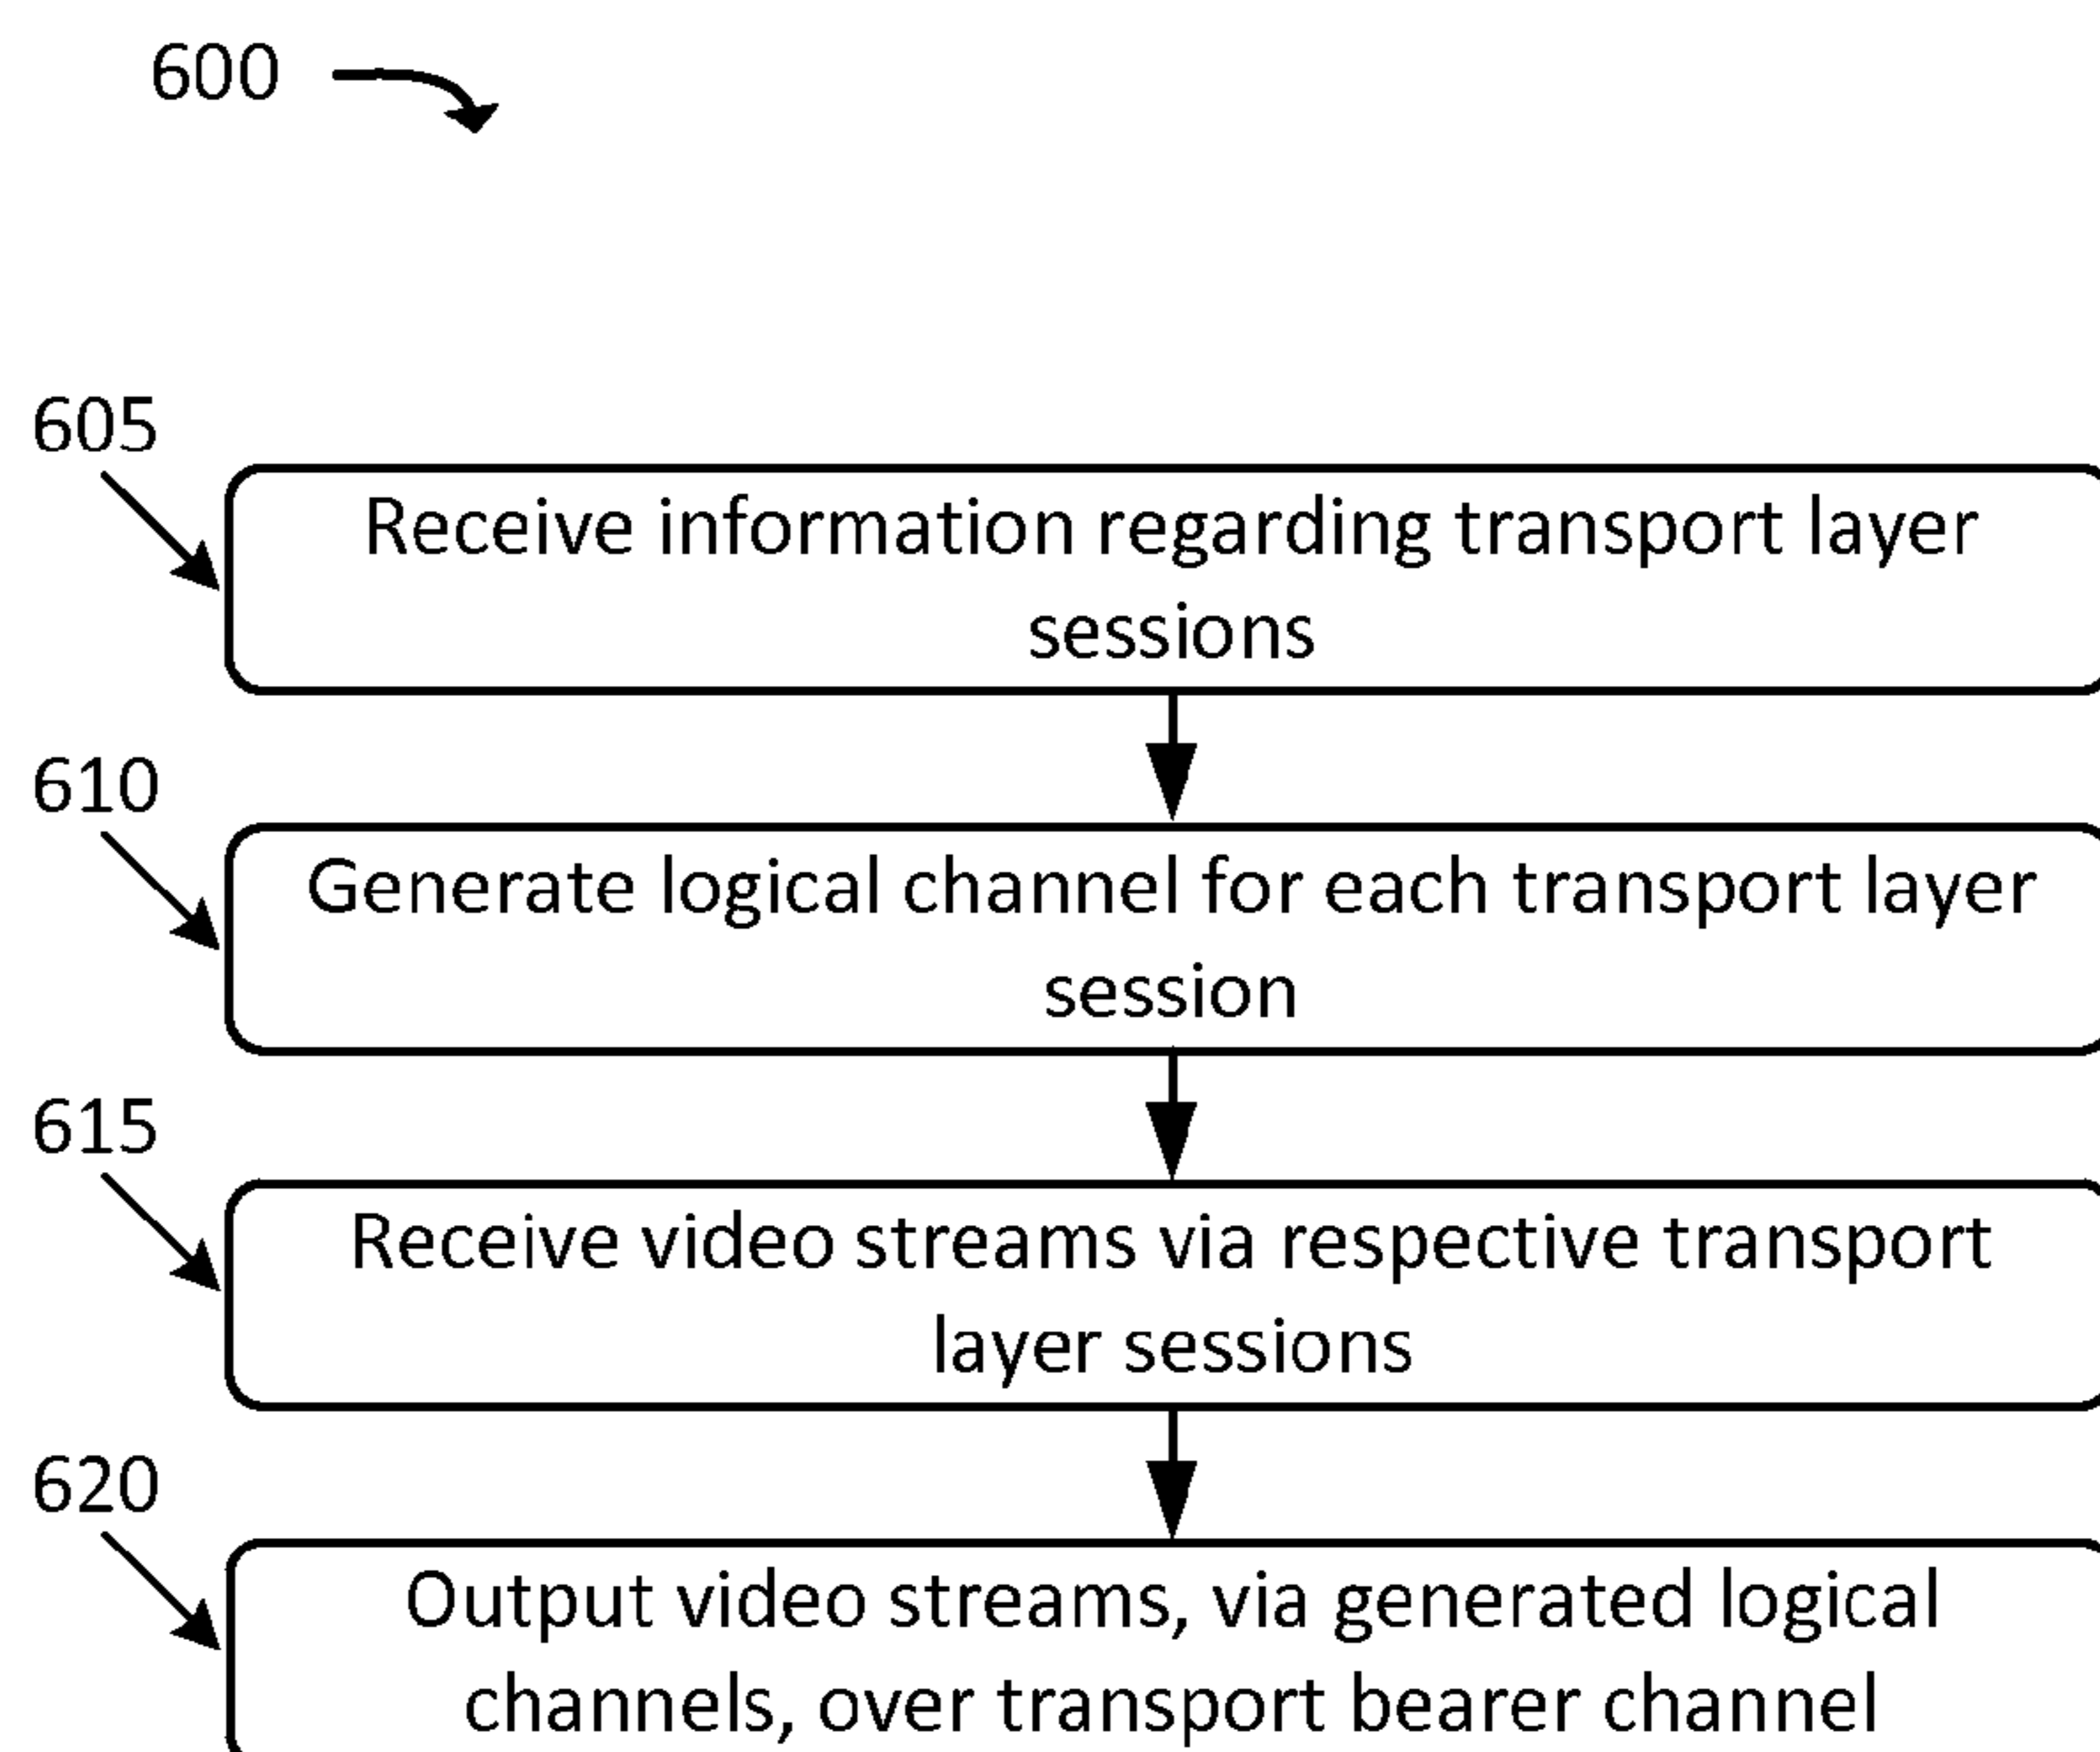 600
605
Receive information regarding transport layer
sessions
610
Generate logical channel for each transport layer
session
615
Receive video streams via respective transport
layer sessions
620
Output video streams, via generated logical
channels, over transport bearer channel